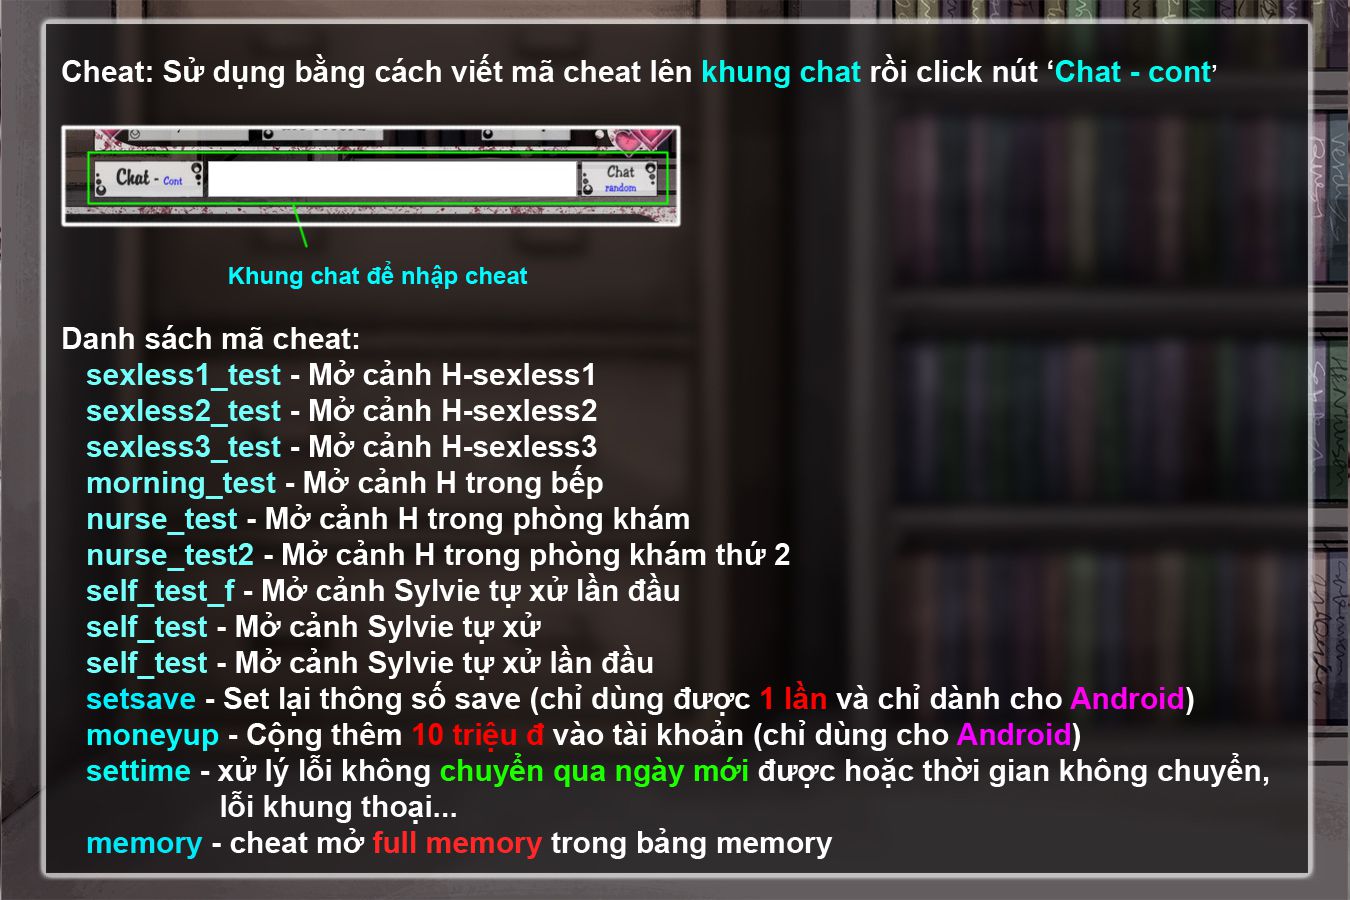 Cheat: Sử dụng bằng cách viết mã cheat lên khung chat rồi click nút ‘Chat - cont’
Chat - Cont
Chat
random
Khung chat để nhập cheat
Danh sách mã cheat:
sexless1_test - Mở cảnh H-sexless1
sexless2_test - Mở cảnh H-sexless2
sexless3_test - Mở cảnh H-sexless3
morning_test - Mở cảnh H trong bếp
nurse_test - Mở cảnh H trong phòng khám
nurse_test2 - Mở cảnh H trong phòng khám thứ 2
self_test_f - Mở cảnh Sylvie tự xử lần đầu
self_test - Mở cảnh Sylvie tự xử
self_test - Mở cảnh Sylvie tự xử lần đầu
setsave - Set lại thông số save (chỉ dùng được 1 lần và chỉ dành cho Android)
moneyup - Cộng thêm 10 triệu đ vào tài khoản (chỉ dùng cho Android)
settime - xử lý lỗi không chuyển qua ngày mới được hoặc thời gian không chuyển,
lỗi khung thoại...
memory - cheat mở full memory trong bảng memory